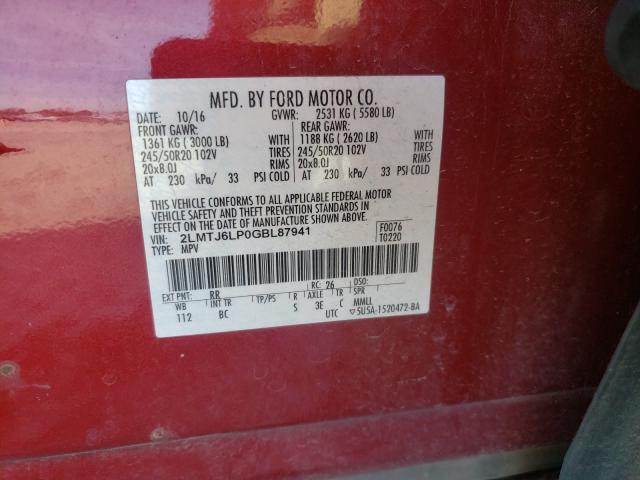 MFD. BY FORD MOTOR CO.
DATE: 10/16 GVWR: 2531 KG (5580 LB)
FRONT GAWR: REAR GAWR:
1361 KG (3000 LB) WITH 1188 KG (2620 LB) WITH
245/50R20 102V TIRES 245/50R20 102V TIRES
20x8.0J RIMS 20x8.0J RIMS
AT 230 kPa/ 33 PSI COLD AT 230 kPa/ 33 PSI COLD
THIS VEHICLE CONFORMS TO ALL APPLICABLE FEDERAL MOTOR
VEHICLE SAFETY AND THEFT PREVENTION STANDARDS IN
EFFECT ON THE DATE OF MANUFACTURE SHOWN ABOVE.
VIN: 2LMTJ6LP0GBL87941 F0076
TYPE: MPV T0220
EXT PNT: RR RC: 26 DSO:
WB INT TR TP/PS R AXLE TR SPR
112 BC S 3E C MMLL
UTC ▽5U5A-1520472-BA